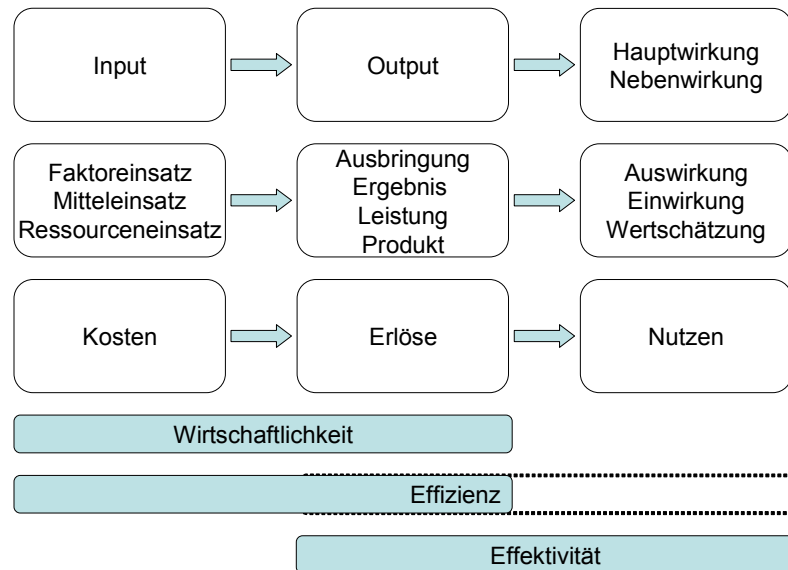 Input
Output
Hauptwirkung
Nebenwirkung
Faktoreinsatz
Mitteleinsatz
Ressourceneinsatz
Ausbringung
Ergebnis
Leistung
Produkt
Auswirkung
Einwirkung
Wertschätzung
Kosten
Erlöse
Nutzen
Wirtschaftlichkeit
Effizienz
Effektivität